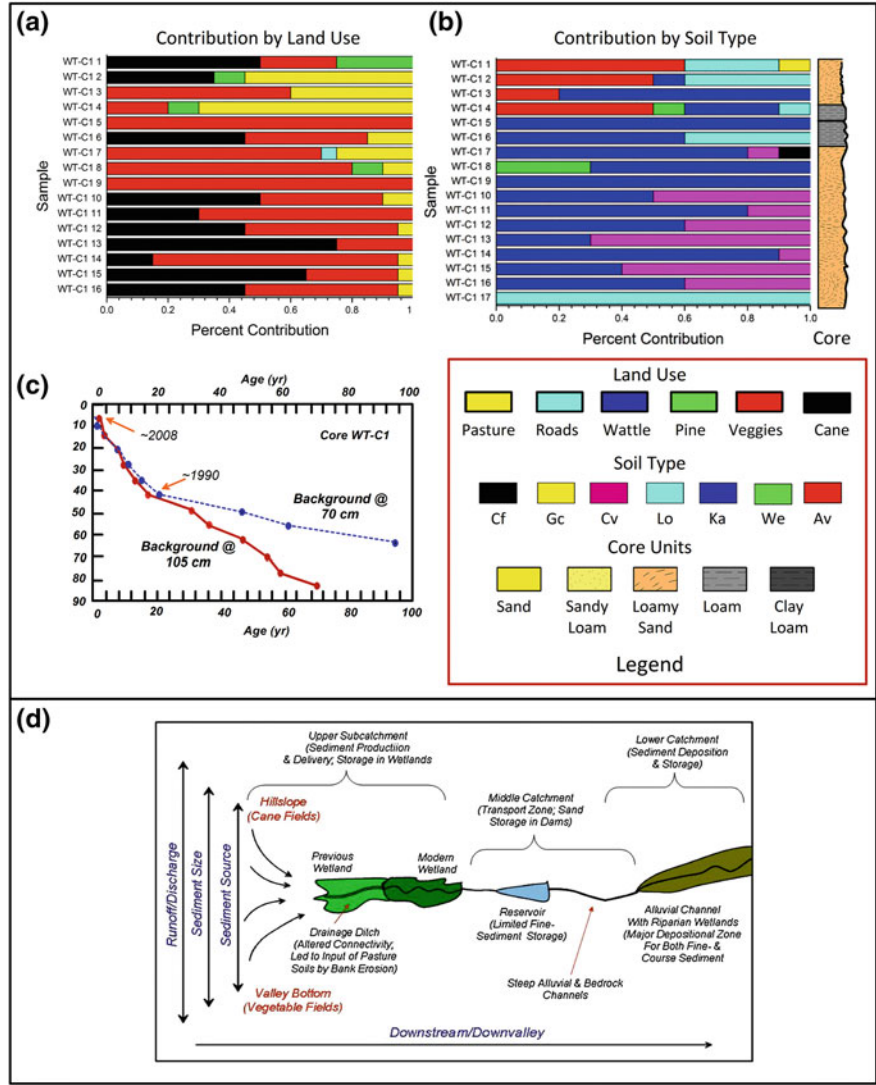 (a)
Contribution by Land Use
WT-C1 1
WT-C1 2
WT-C1 3
WT-C1 4
WT-C1 5
WT-C1 6
WT-C1 7
WT-C1 8
WT-C1 9
WT-C1 10
WT-C1 11
WT-C1 12
WT-C1 13
WT-C1 14
WT-C1 15
WT-C1 16
Sample
0.0 0.2 0.4 0.6 0.8 1
Percent Contribution
(b)
Contribution by Soil Type
WT-C1 1
WT-C1 2
WT-C1 3
WT-C1 4
WT-C1 5
WT-C1 6
WT-C1 7
WT-C1 8
WT-C1 9
WT-C1 10
WT-C1 11
WT-C1 12
WT-C1 13
WT-C1 14
WT-C1 15
WT-C1 16
WT-C1 17
Sample
0.0 0.2 0.4 0.6 0.8 1.0
Percent Contribution
Core
(c)
Age (yr)
0 20 40 60 80 100
0
10
20
30
40
50
60
70
80
90
Core WT-C1
~2008
~1990
Background @
70 cm
Background @
105 cm
0 20 40 60 80 100
Age (yr)
Land Use
Pasture Roads Wattle Pine Veggies Cane
Soil Type
Cf Gc Cv Lo Ka We Av
Core Units
Sand Sandy Loam Loamy Sand Loam Clay Loam
Legend
(d)
Runoff/Discharge
Sediment Size
Sediment Source
Upper Subcatchment
(Sediment Productiion
& Delivery; Storage in Wetlands
Hillslope
(Cane Fields)
Previous
Wetland
Modern
Wetland
Drainage Ditch
(Altered Connectivity;
Led to Input of Pasture
Soils by Bank Erosion)
Valley Bottom
(Vegetable Fields)
Middle Catchment
(Transport Zone; Sand
Storage in Dams)
Reservoir
(Limited Fine-
Sediment Storage)
Steep Alluvial & Bedrock
Channels
Lower Catchment
(Sediment Deposition
& Storage)
Alluvial Channel
With Riparian Wetlands
(Major Depositional Zone
For Both Fine- &
Course Sediment
Downstream/Downvalley